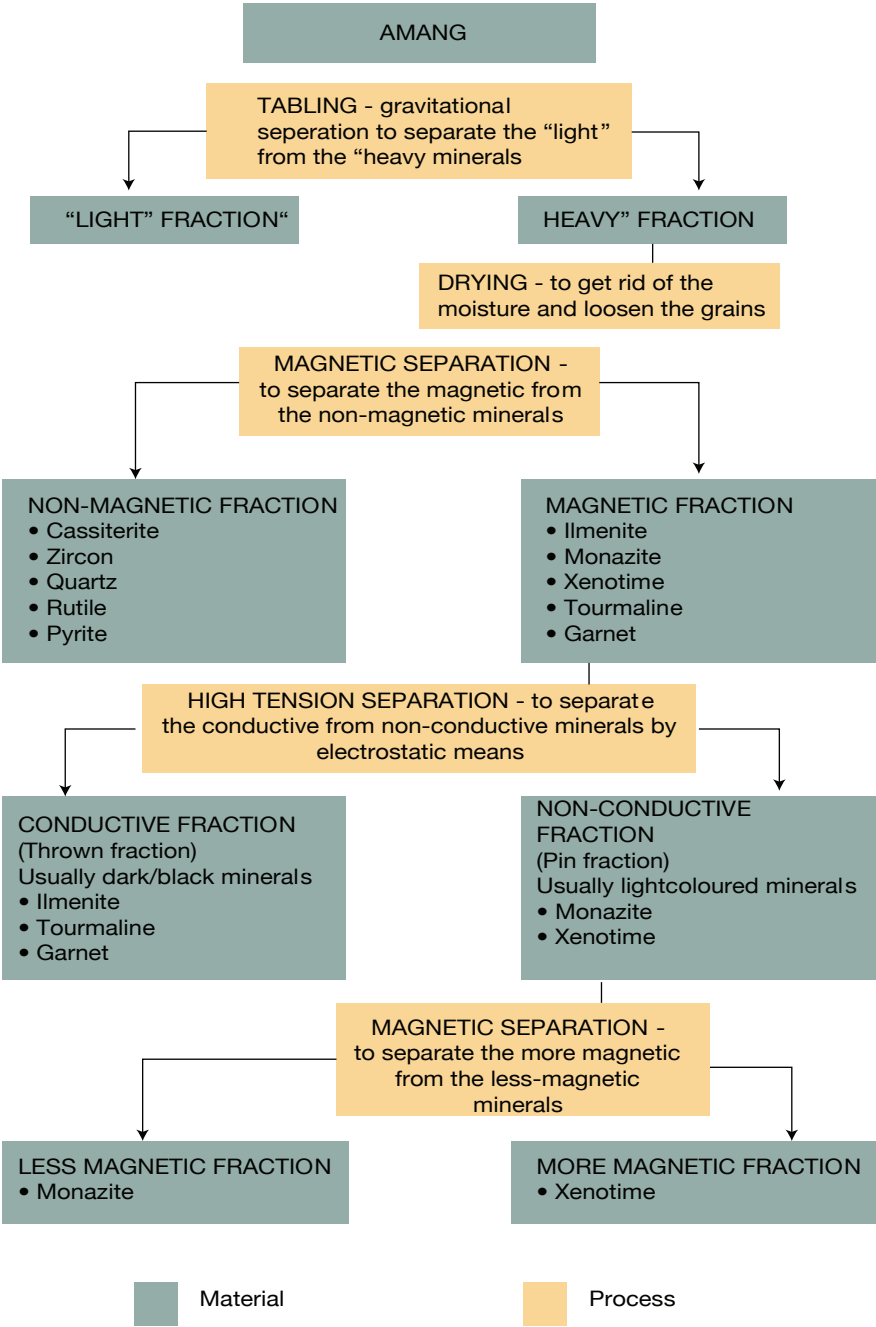 AMANG
TABLING - gravitational
seperation to separate the “light”
from the “heavy minerals
“LIGHT” FRACTION“
HEAVY” FRACTION
DRYING - to get rid of the
moisture and loosen the grains
MAGNETIC SEPARATION -
to separate the magnetic from
the non-magnetic minerals
NON-MAGNETIC FRACTION
• Cassiterite
• Zircon
• Quartz
• Rutile
• Pyrite
MAGNETIC FRACTION
• Ilmenite
• Monazite
• Xenotime
• Tourmaline
• Garnet
HIGH TENSION SEPARATION - to separate
the conductive from non-conductive minerals by
electrostatic means
CONDUCTIVE FRACTION
(Thrown fraction)
Usually dark/black minerals
• Ilmenite
• Tourmaline
• Garnet
NON-CONDUCTIVE
FRACTION
(Pin fraction)
Usually lightcoloured minerals
• Monazite
• Xenotime
MAGNETIC SEPARATION -
to separate the more magnetic
from the less-magnetic
minerals
LESS MAGNETIC FRACTION
• Monazite
MORE MAGNETIC FRACTION
• Xenotime
Material
Process